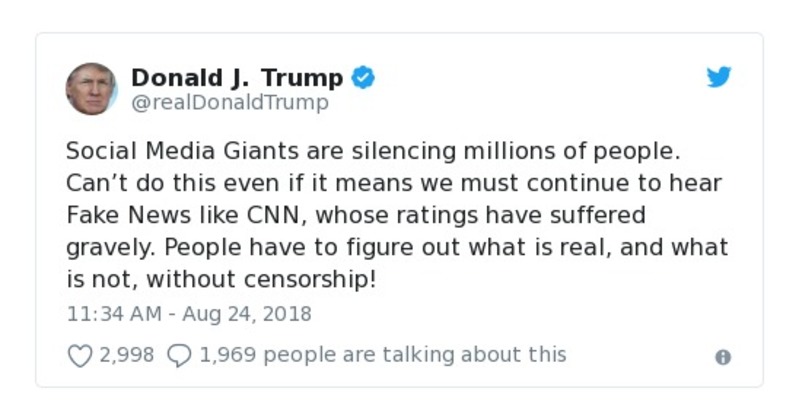 Donald J. Trump
@realDonaldTrump
Social Media Giants are silencing millions of people.
Can’t do this even if it means we must continue to hear
Fake News like CNN, whose ratings have suffered
gravely. People have to figure out what is real, and what
is not, without censorship!
11:34 AM - Aug 24, 2018
2,998 1,969 people are talking about this